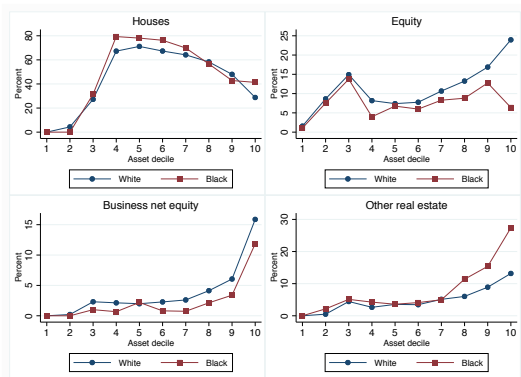 Houses
Percent
80
60
40
20
0
1 2 3 4 5 6 7 8 9 10
Asset decile
White Black
Equity
Percent
25
20
15
10
5
0
1 2 3 4 5 6 7 8 9 10
Asset decile
White Black
Business net equity
Percent
15
10
5
0
1 2 3 4 5 6 7 8 9 10
Asset decile
White Black
Other real estate
Percent
30
20
10
0
1 2 3 4 5 6 7 8 9 10
Asset decile
White Black